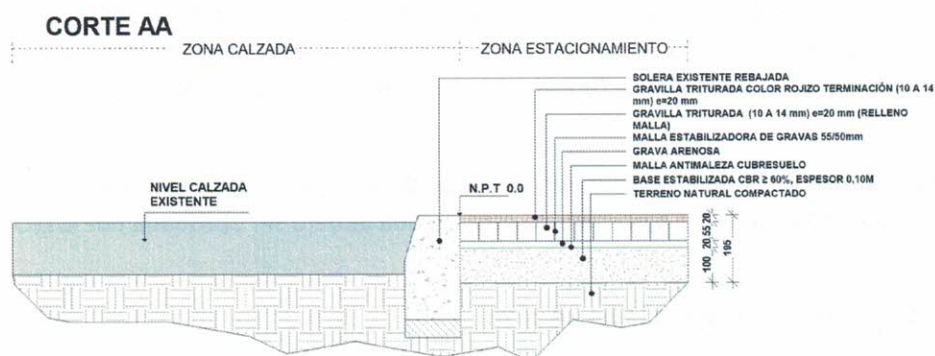 CORTE AA
ZONA CALZADA
ZONA ESTACIONAMIENTO
SOLERA EXISTENTE REBAJADA
GRAVILLA TRITURADA COLOR ROJIZO TERMINACIÓN (10 A 14
mm) e=20 mm
GRAVILLA TRITURADA (10 A 14 mm) e=20 mm (RELLENO
MALLA)
MALLA ESTABILIZADORA DE GRAVAS 55/50mm
GRAVA ARENOSA
MALLA ANTIMALEZA CUBRESUELO
BASE ESTABILIZADA CBR ≥ 60%, ESPESOR 0,10M
TERRENO NATURAL COMPACTADO
NIVEL CALZADA
EXISTENTE
N.P.T 0.0
20
55
20
100
195